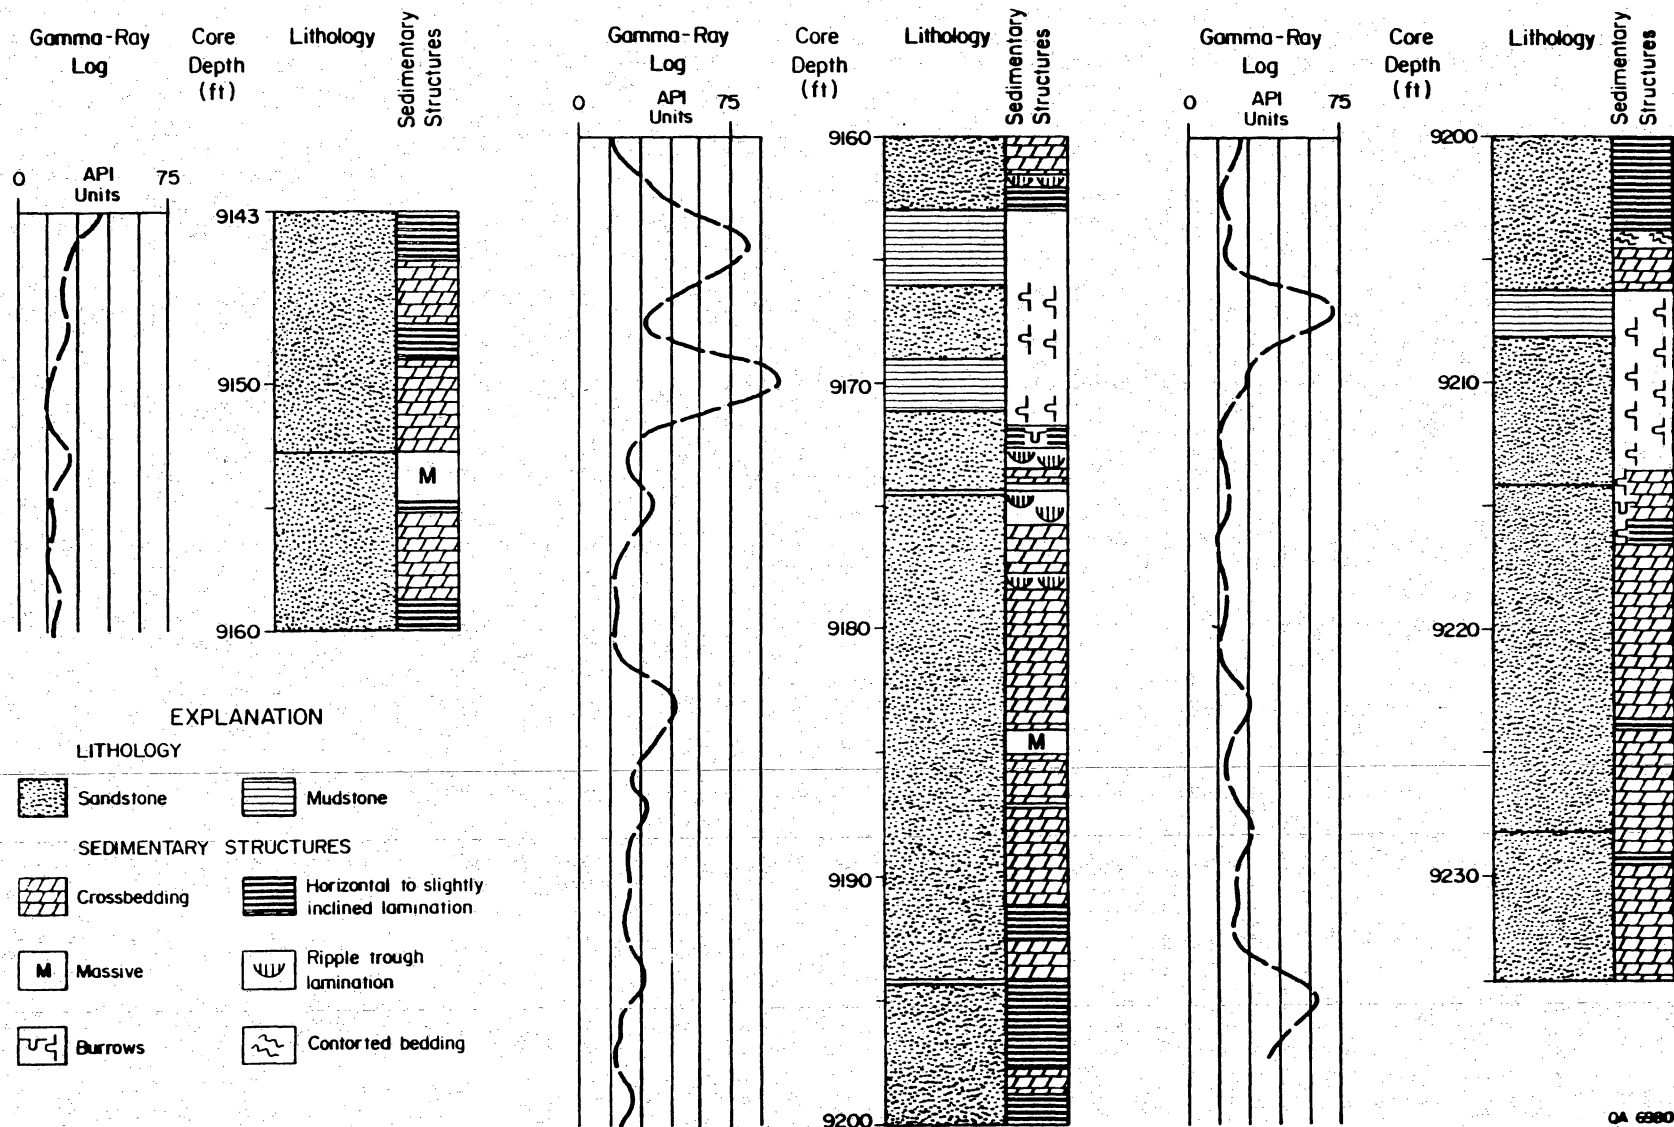 Gamma-Ray
Log
Core
Depth
(ft)
Lithology
Sedimentary
Structures
0
API
Units
75
9143
9150
M
9160
EXPLANATION
LITHOLOGY
Sandstone
Mudstone
SEDIMENTARY STRUCTURES
Crossbedding
Horizontal to slightly
inclined lamination
M
Massive
Ripple trough
lamination
Burrows
Contorted bedding
Gamma-Ray
Log
Core
Depth
(ft)
Lithology
Sedimentary
Structures
0
API
Units
75
9160
9170
9180
M
9190
9200
Gamma-Ray
Log
Core
Depth
(ft)
Lithology
Sedimentary
Structures
0
API
Units
75
9200
9210
9220
9230
QA 6980